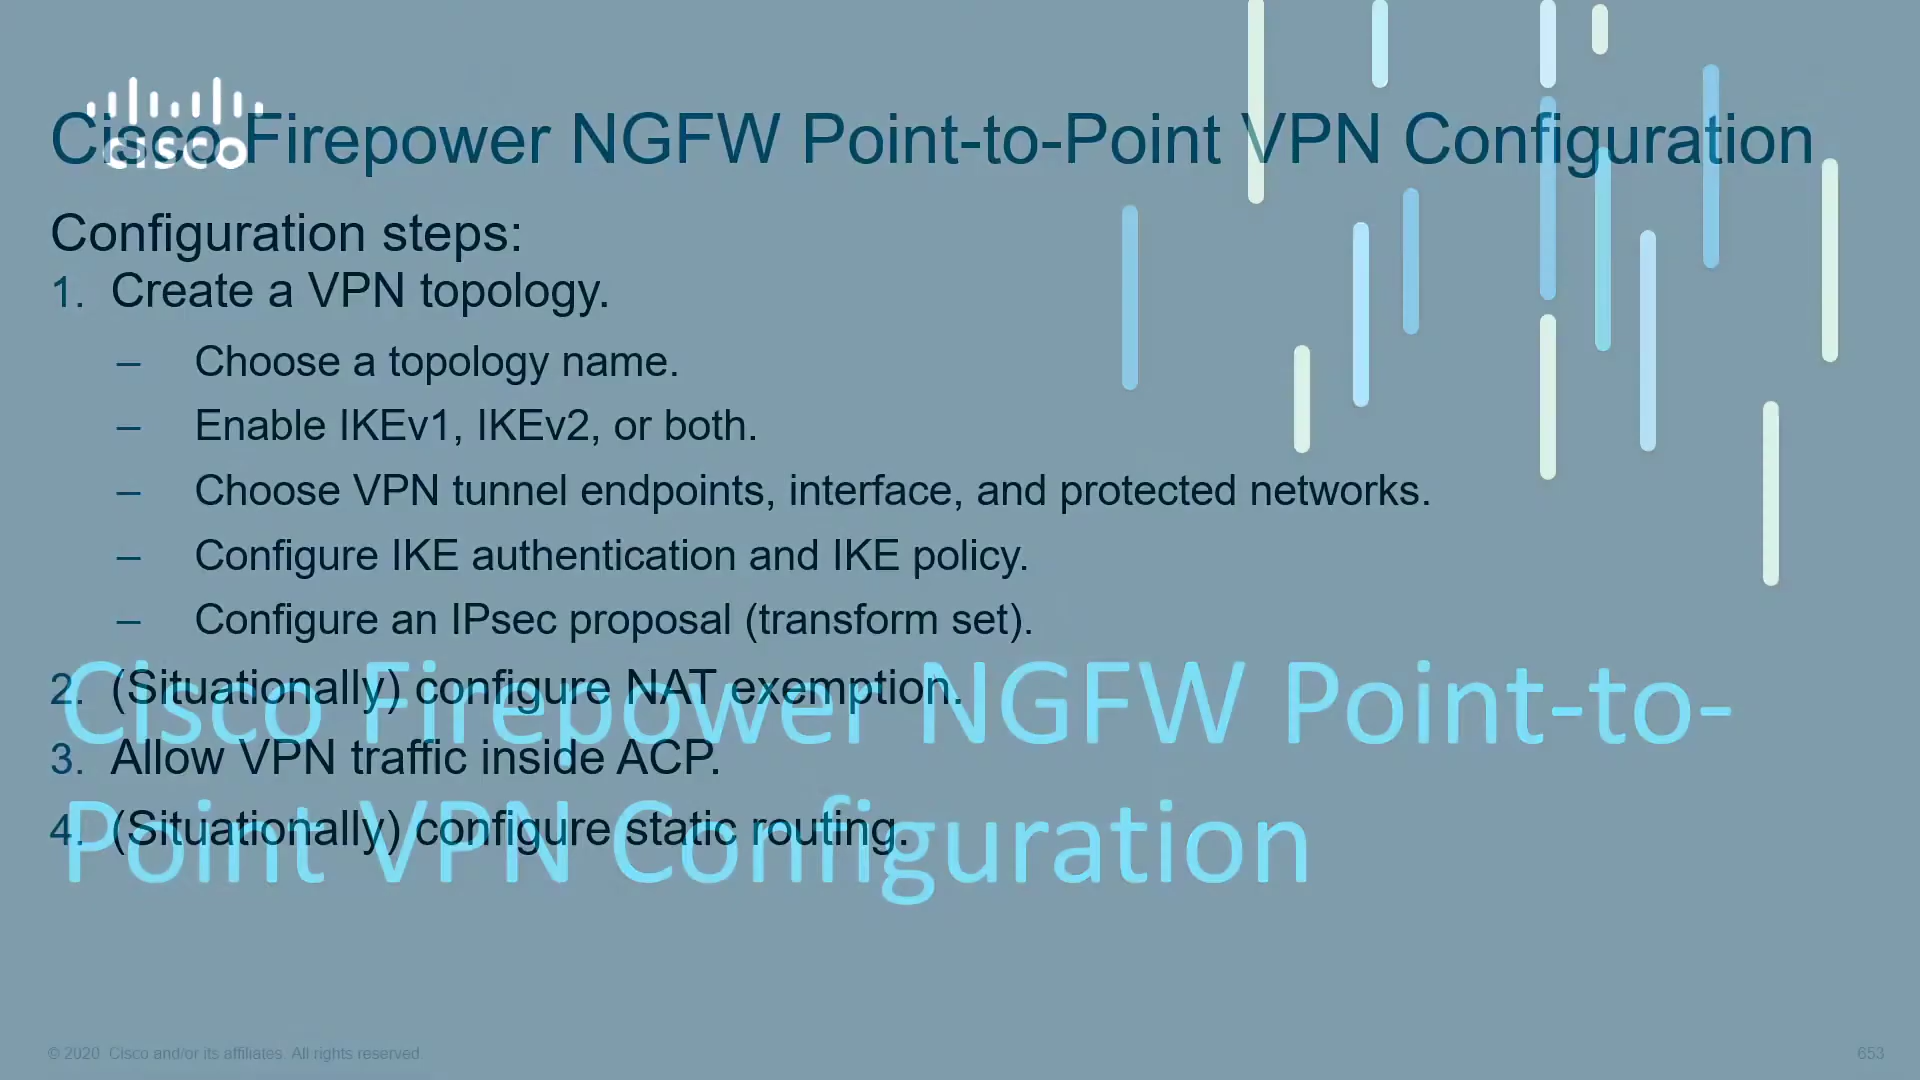 cisco
Cisco Firepower NGFW Point-to-Point VPN Configuration
Configuration steps:
1. Create a VPN topology.
– Choose a topology name.
– Enable IKEv1, IKEv2, or both.
– Choose VPN tunnel endpoints, interface, and protected networks.
– Configure IKE authentication and IKE policy.
– Configure an IPsec proposal (transform set).
2. (Situationally) configure NAT exemption.
3. Allow VPN traffic inside ACP.
4. (Situationally) configure static routing.
Cisco Firepower NGFW Point-to-
Point VPN Configuration
© 2020 Cisco and/or its affiliates All rights reserved
653